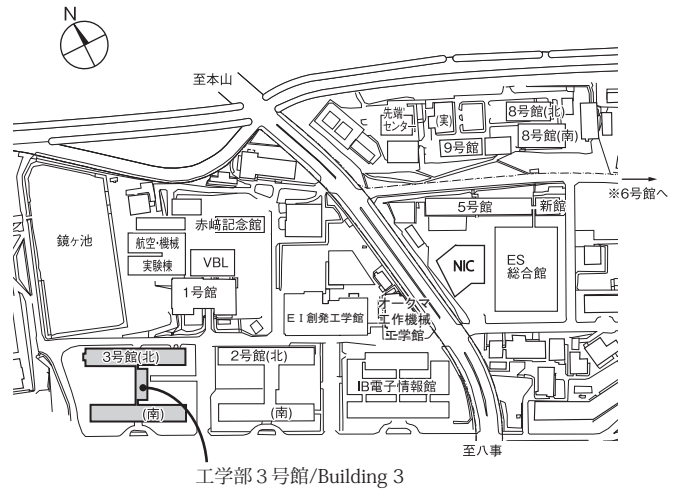 N
至本山
先端
センター
(実)
8号館(北)
8号館(南)
9号館
※6号館へ
5号館
新館
鏡ヶ池
赤﨑記念館
航空・機械
実験棟
VBL
NIC
ES
総合館
1号館
EI創発工学館
オークマ
工作機械
工学館
3号館(北)
2号館(北)
IB電子情報館
(南)
(南)
至八事
工学部3号館/Building 3